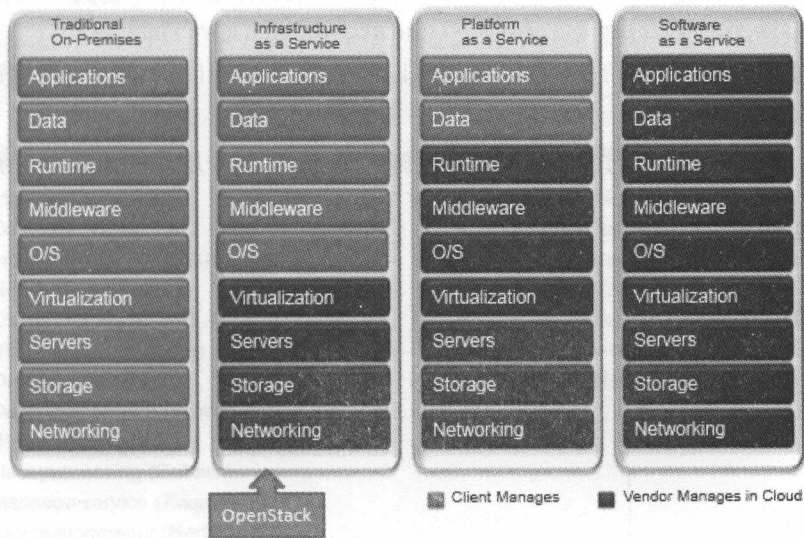 Traditional
On-Premises
Applications
Data
Runtime
Middleware
O/S
Virtualization
Servers
Storage
Networking
Infrastructure
as a Service
Applications
Data
Runtime
Middleware
O/S
Virtualization
Servers
Storage
Networking
Platform
as a Service
Applications
Data
Runtime
Middleware
O/S
Virtualization
Servers
Storage
Networking
Software
as a Service
Applications
Data
Runtime
Middleware
O/S
Virtualization
Servers
Storage
Networking
OpenStack
Client Manages
Vendor Manages in Cloud